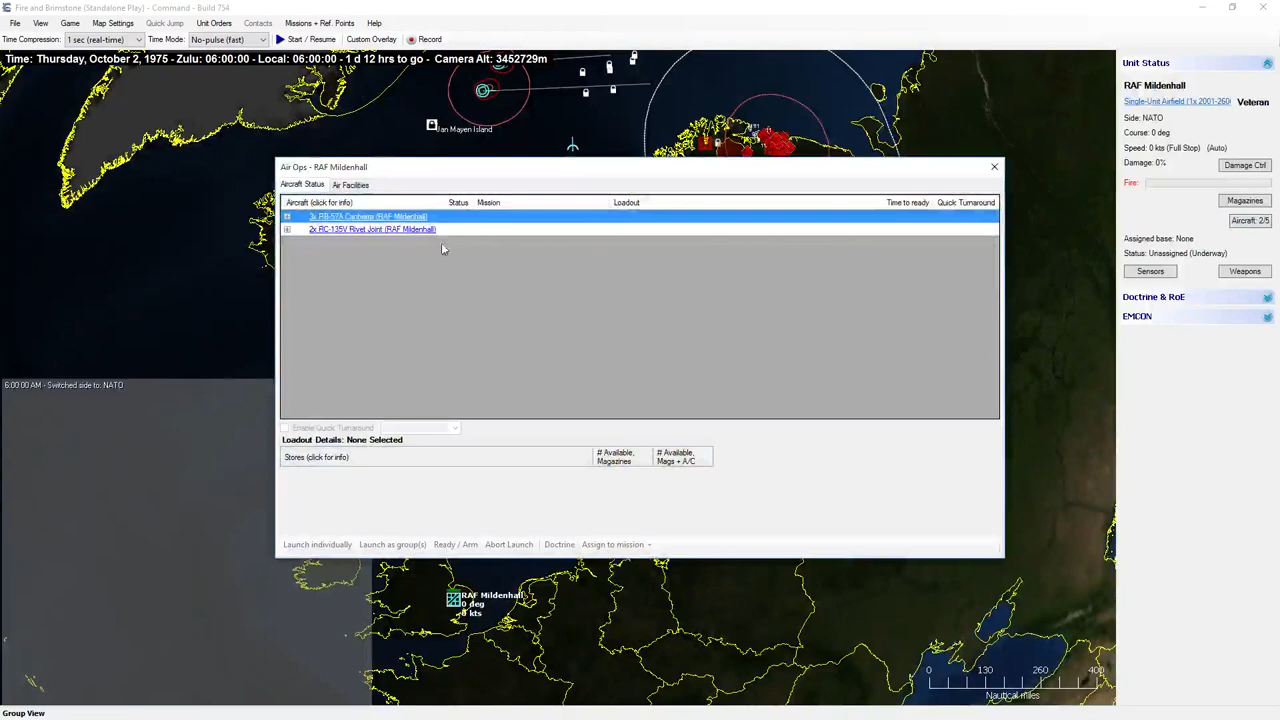 Fire and Brimstone (Standalone Play) - Command - Build 754
File View Game Map Settings Quick Jump Unit Orders Contacts Missions + Ref. Points Help
Time Compression: 1 sec (real-time) Time Mode: No-pulse (fast) Start / Resume Custom Overlay Record
Time: Thursday, October 2, 1975 - Zulu: 06:00:00 - Local: 06:00:00 - 1 d 12 hrs to go - Camera Alt: 3452729m
Jan Mayen Island
Air Ops - RAF Mildenhall
Aircraft Status Air Facilities
Aircraft (click for info) Status Mission Loadout Time to ready Quick Turnaround
3x RB-57A Canberra (RAF Mildenhall)
2x RC-135V Rivet Joint (RAF Mildenhall)
Enable Quick Turnaround
Loadout Details: None Selected
Stores (click for info) # Available, Magazines # Available, Mags + A/C
Launch individually Launch as group(s) Ready / Arm Abort Launch Doctrine Assign to mission
6:00:00 AM - Switched side to: NATO
RAF Mildenhall
0 deg
0 kts
0 130 260 400
Nautical miles
Unit Status
RAF Mildenhall
Single-Unit Airfield (1x 2001-260 Veteran
Side: NATO
Course: 0 deg
Speed: 0 kts (Full Stop) (Auto)
Damage: 0% Damage Ctrl
Fire:
Magazines
Aircraft: 2/5
Assigned base: None
Status: Unassigned (Underway)
Sensors Weapons
Doctrine & RoE
EMCON
Group View